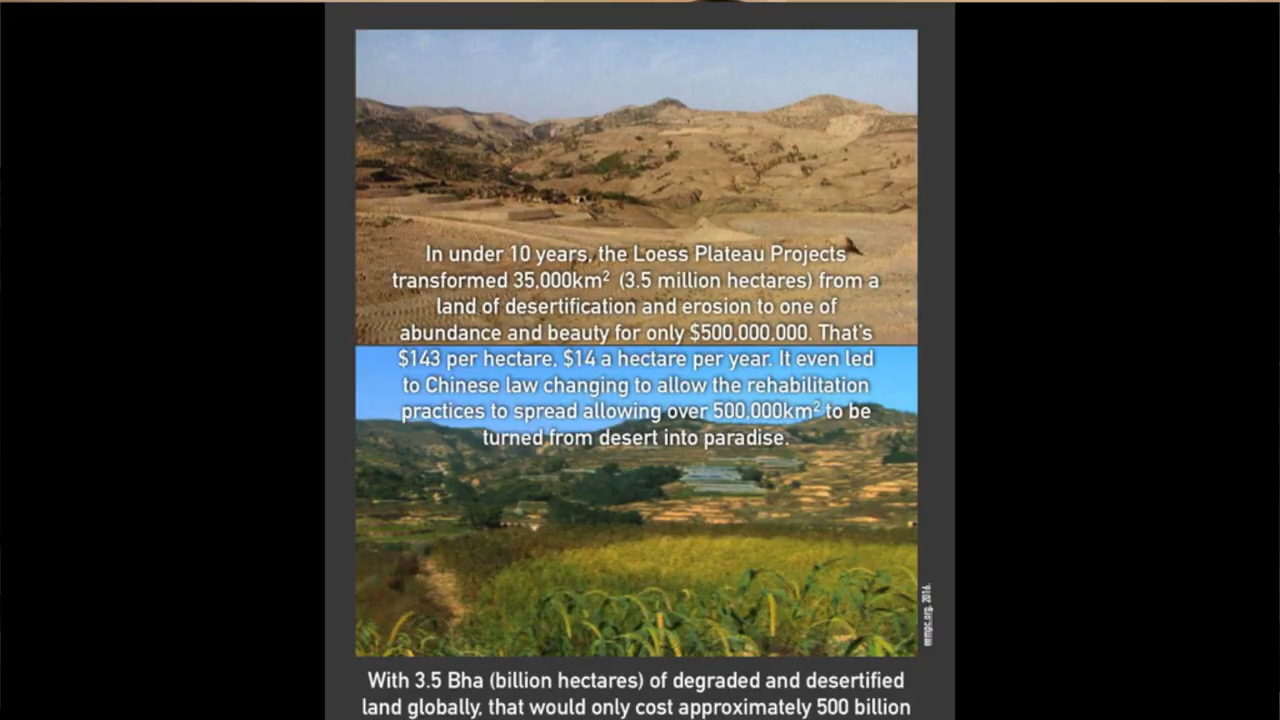 In under 10 years, the Loess Plateau Projects
transformed 35,000km² (3.5 million hectares) from a
land of desertification and erosion to one of
abundance and beauty for only $500,000,000. That's
$143 per hectare, $14 a hectare per year. It even led
to Chinese law changing to allow the rehabilitation
practices to spread allowing over 500,000km² to be
turned from desert into paradise.
eempc.org, 2016.
With 3.5 Bha (billion hectares) of degraded and desertified
land globally, that would only cost approximately 500 billion